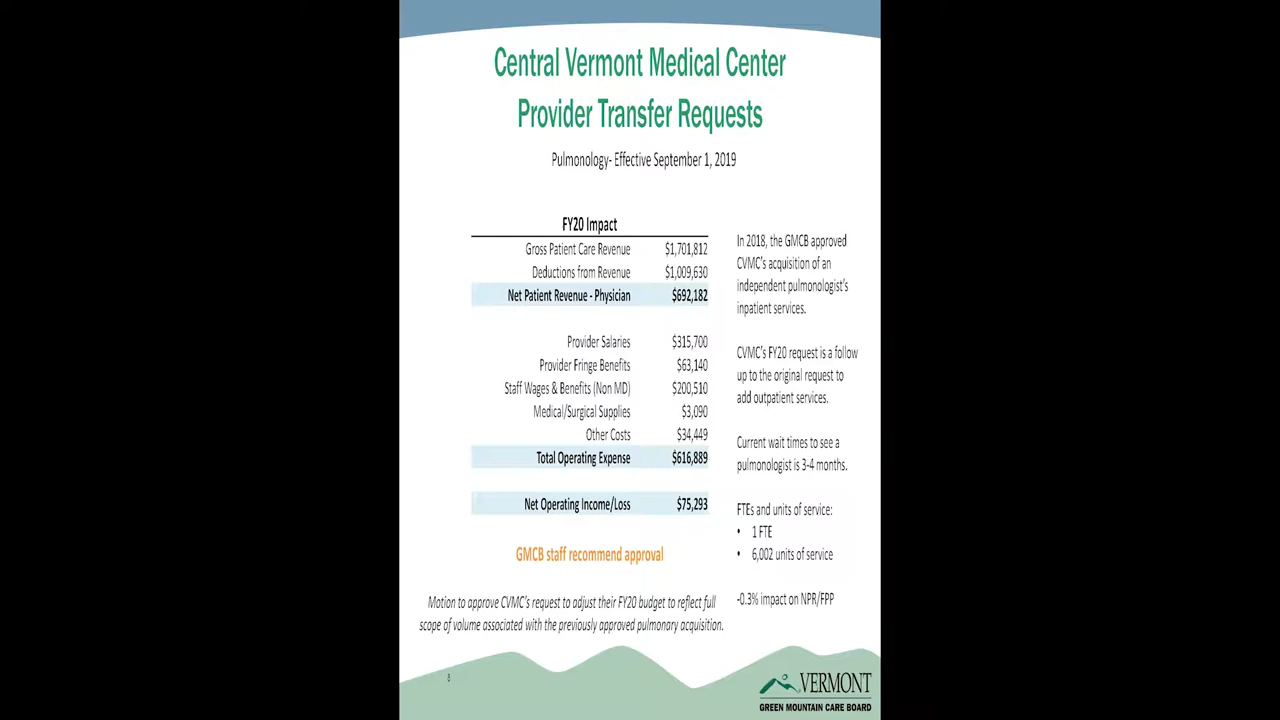 Central Vermont Medical Center
Provider Transfer Requests
Pulmonology- Effective September 1, 2019
FY20 Impact
Gross Patient Care Revenue $1,701,812
Deductions from Revenue $1,009,630
Net Patient Revenue - Physician $692,182
Provider Salaries $315,700
Provider Fringe Benefits $63,140
Staff Wages & Benefits (Non MD) $200,510
Medical/Surgical Supplies $3,090
Other Costs $34,449
Total Operating Expense $616,889
Net Operating Income/Loss $75,293
GMCB staff recommend approval
Motion to approve CVMC's request to adjust their FY20 budget to reflect full
scope of volume associated with the previously approved pulmonary acquisition.
In 2018, the GMCB approved
CVMC's acquisition of an
independent pulmonologist's
inpatient services.
CVMC's FY20 request is a follow
up to the original request to
add outpatient services.
Current wait times to see a
pulmonologist is 3-4 months.
FTEs and units of service:
• 1 FTE
• 6,002 units of service
-0.3% impact on NPR/FPP
8
VERMONT
GREEN MOUNTAIN CARE BOARD